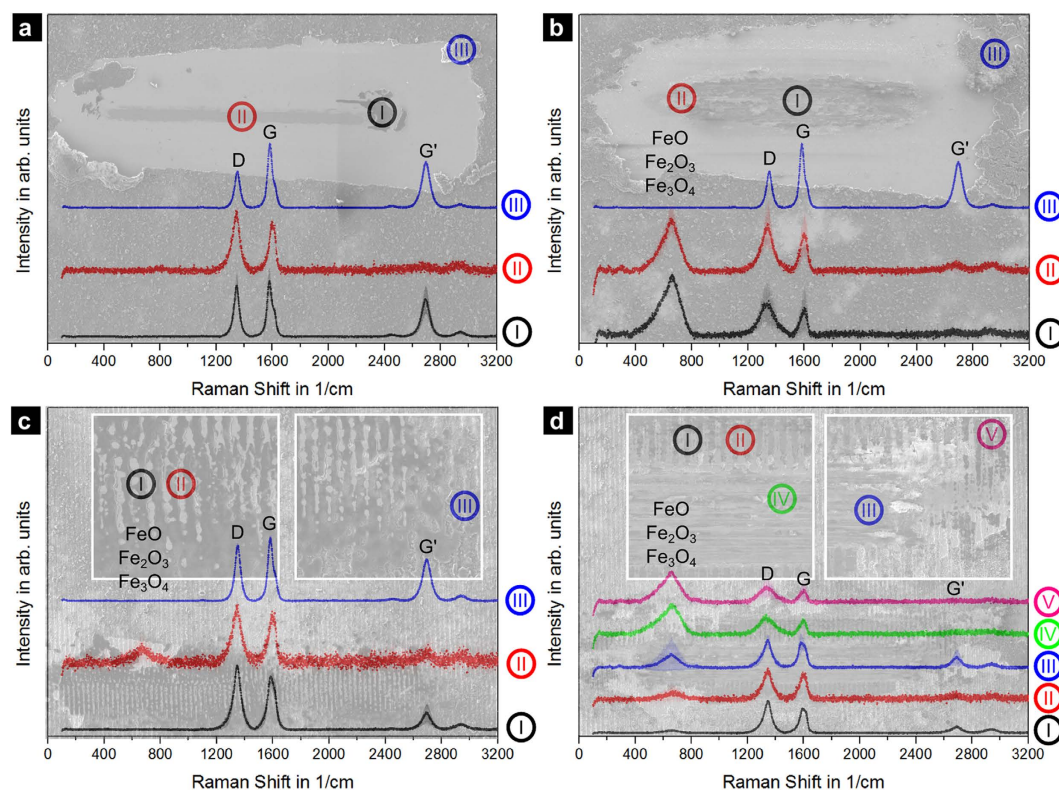 a
III
II
I
D
G
G'
III
II
I
Intensity in arb. units
0 400 800 1200 1600 2000 2400 2800 3200
Raman Shift in 1/cm
b
III
II
I
FeO
Fe₂O₃
Fe₃O₄
D
G
G'
III
II
I
Intensity in arb. units
0 400 800 1200 1600 2000 2400 2800 3200
Raman Shift in 1/cm
c
I
II
III
FeO
Fe₂O₃
Fe₃O₄
D
G
G'
III
II
I
Intensity in arb. units
0 400 800 1200 1600 2000 2400 2800 3200
Raman Shift in 1/cm
d
I
II
V
IV
III
FeO
Fe₂O₃
Fe₃O₄
D
G
G'
V
IV
III
II
I
Intensity in arb. units
0 400 800 1200 1600 2000 2400 2800 3200
Raman Shift in 1/cm